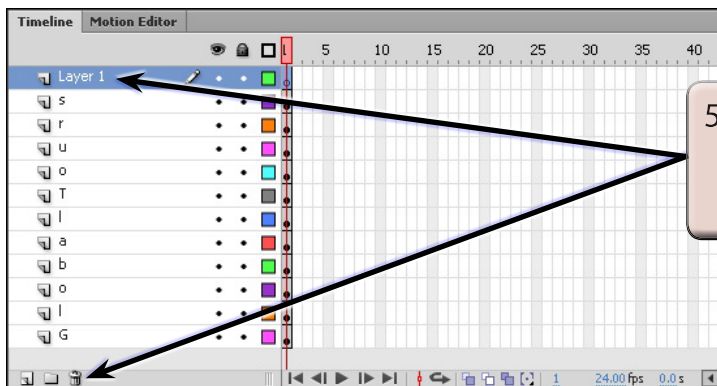 Timeline Motion Editor
1 5 10 15 20 25 30 35 40
Layer 1
s
r
u
o
T
l
a
b
o
l
G
5
1 24.00 fps 0.0 s